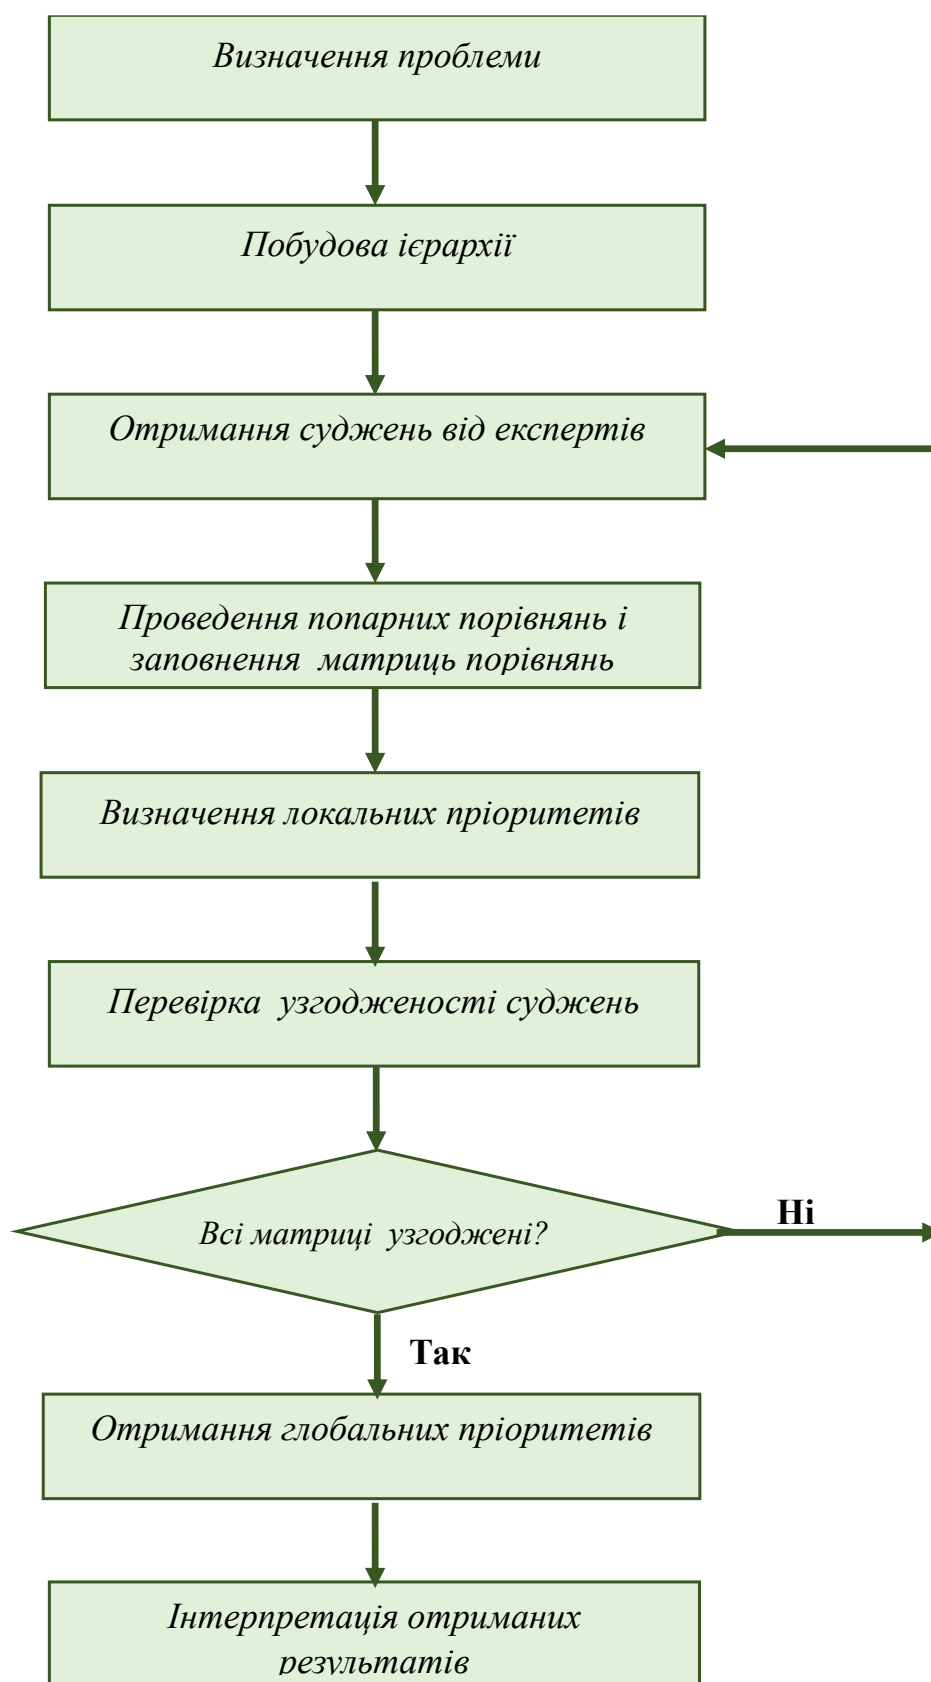 Визначення проблеми
Побудова ієрархії
Отримання суджень від експертів
Проведення попарних порівнянь і
заповнення матриць порівнянь
Визначення локальних пріоритетів
Перевірка узгодженості суджень
Всі матриці узгоджені?
Ні
Так
Отримання глобальних пріоритетів
Інтерпретація отриманих
результатів